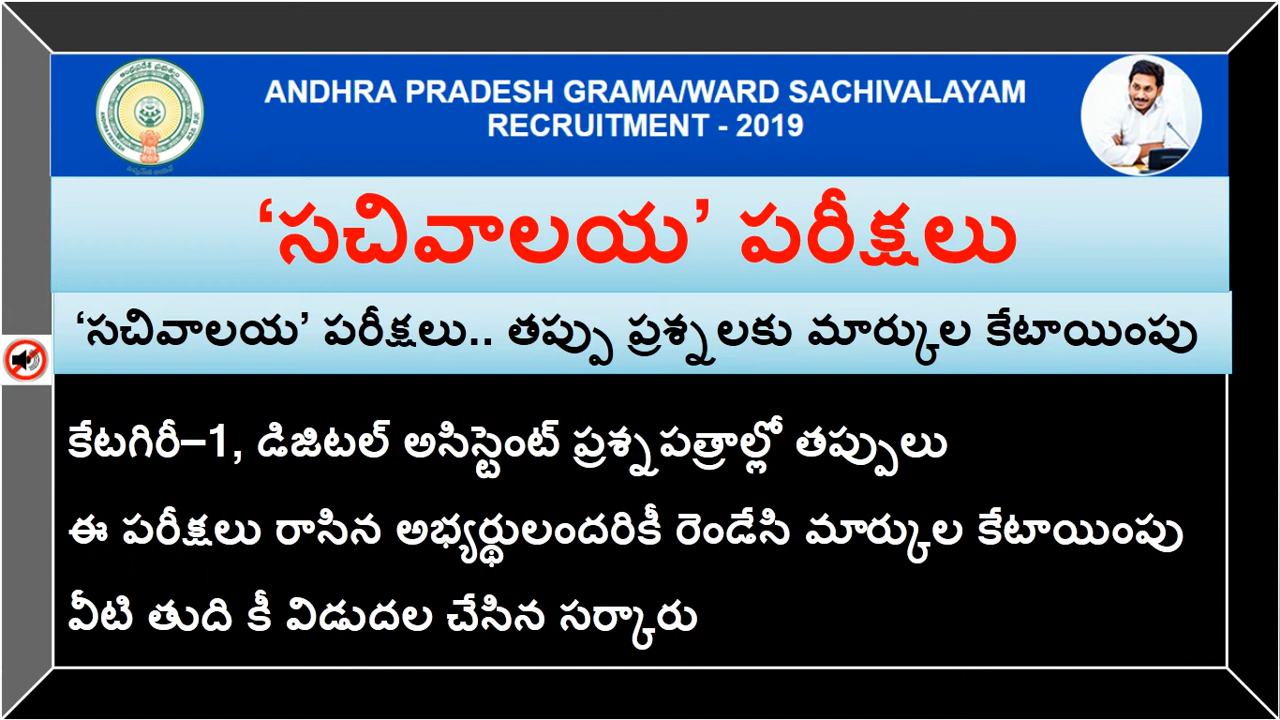 ANDHRA PRADESH GRAMA/WARD SACHIVALAYAM
RECRUITMENT - 2019
‘సచివాలయ’ పరీక్షలు
‘సచివాలయ’ పరీక్షలు.. తప్పు ప్రశ్నలకు మార్కుల కేటాయింపు
కేటగిరీ–1, డిజిటల్ అసిస్టెంట్ ప్రశ్నపత్రాల్లో తప్పులు
ఈ పరీక్షలు రాసిన అభ్యర్థులందరికీ రెండేసి మార్కుల కేటాయింపు
వీటి తుది కీ విడుదల చేసిన సర్కారు